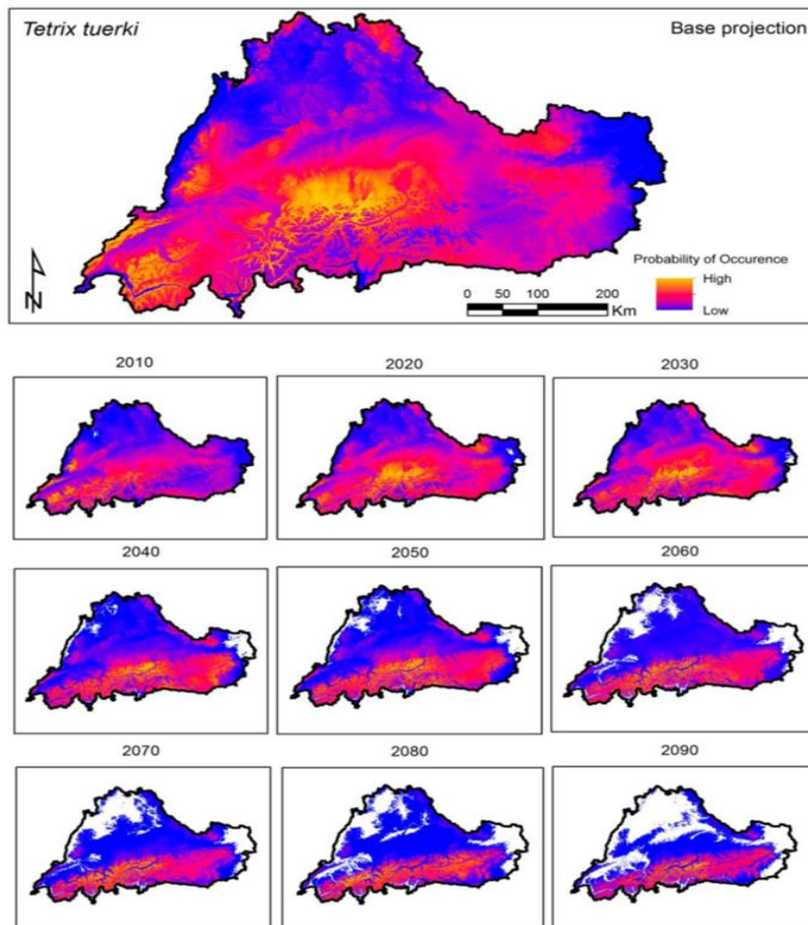 Tetrix tuerki
Base projection
Probability of Occurence
High
Low
0 50 100 200
Km
N
2010 2020 2030
2040 2050 2060
2070 2080 2090